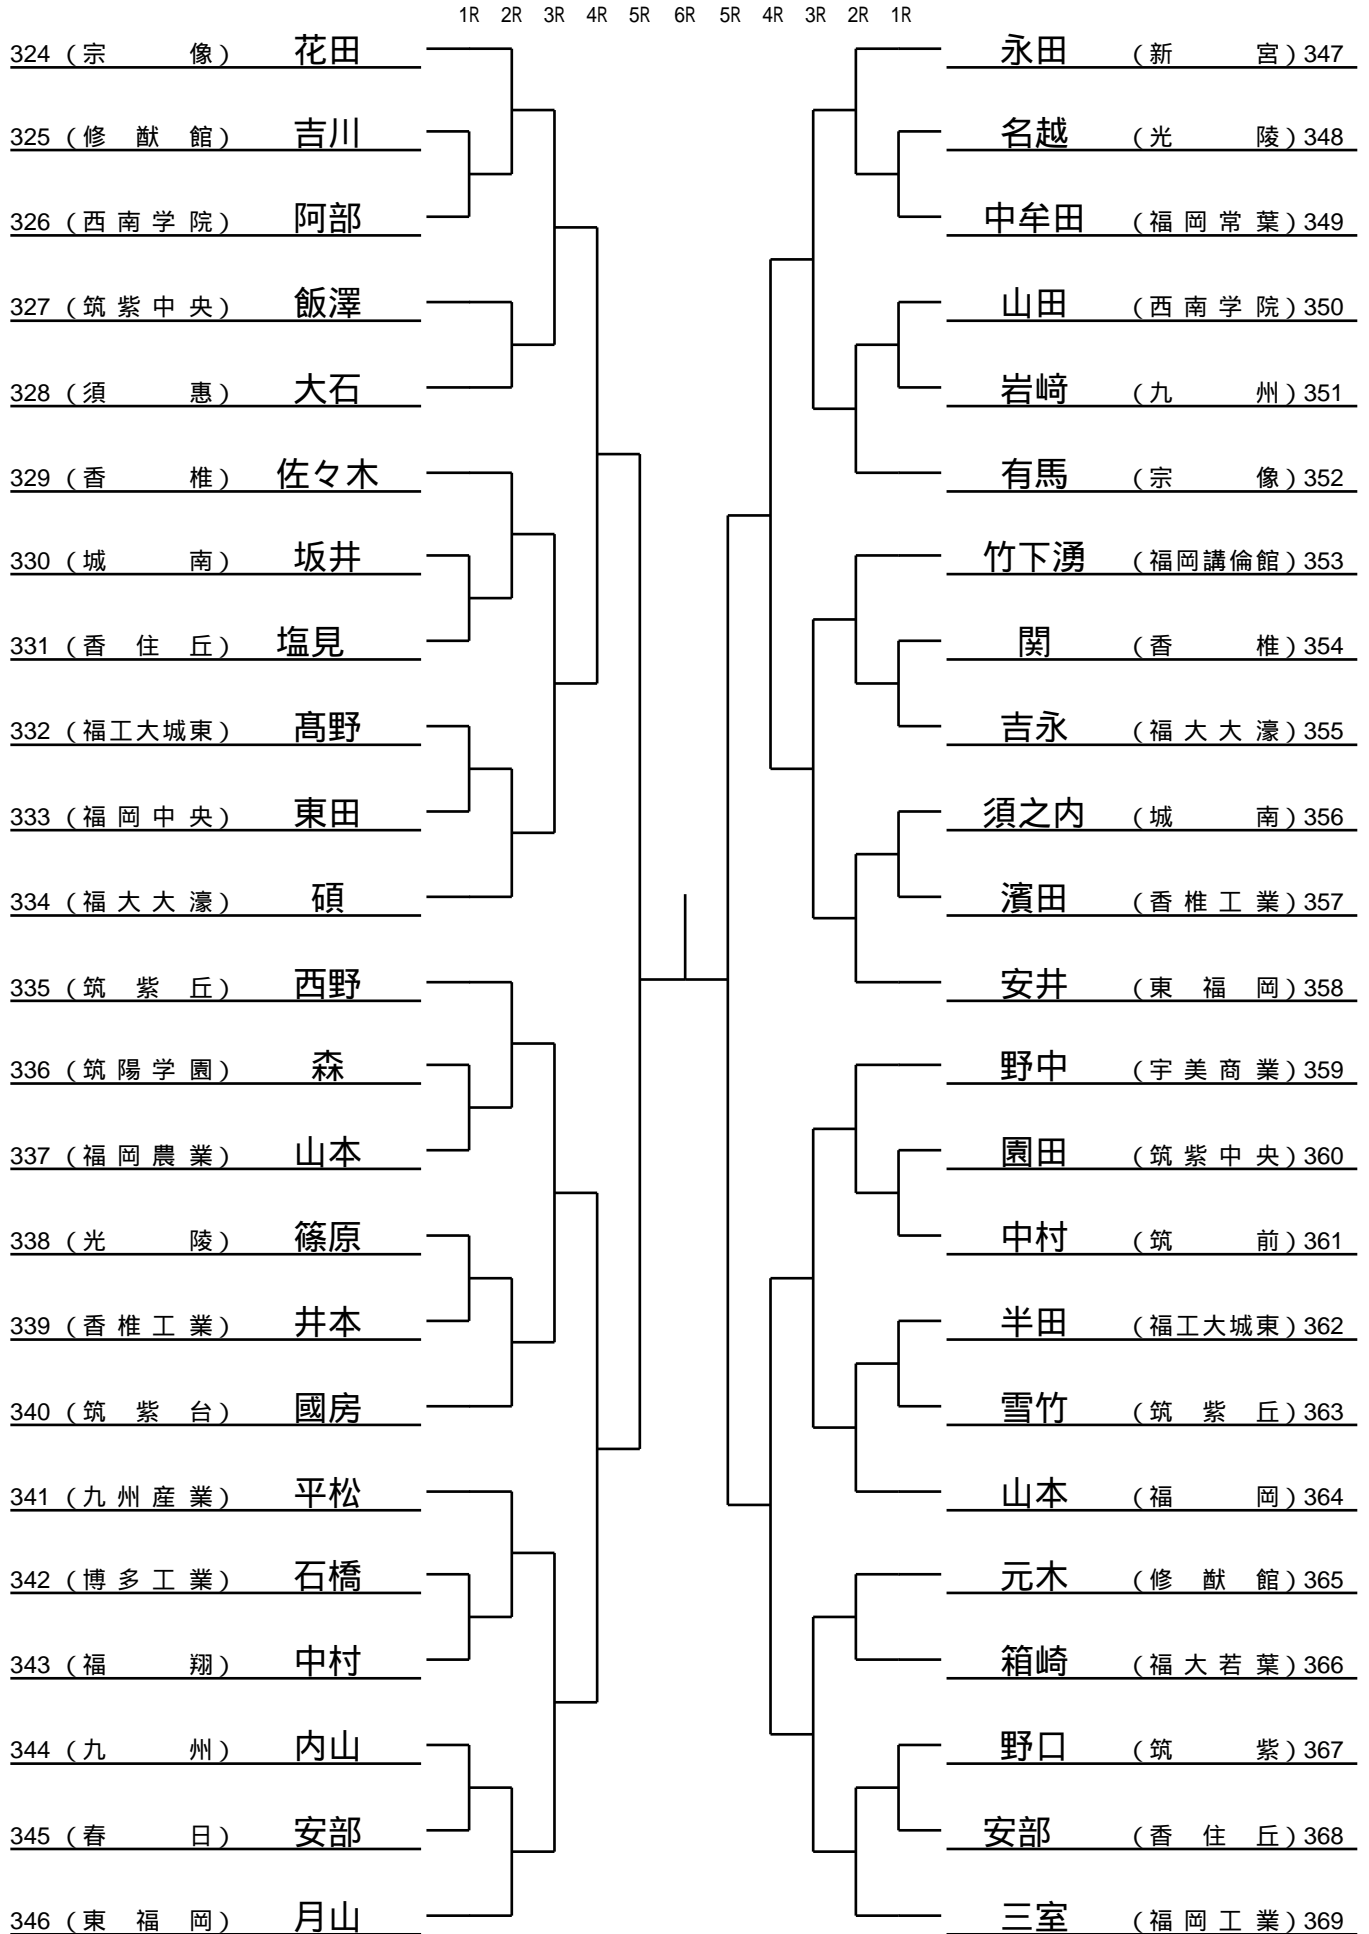 1R 2R 3R 4R 5R 6R 5R 4R 3R 2R 1R
324 (宗像) 花田
325 (修猷館) 吉川
326 (西南学院) 阿部
327 (筑紫中央) 飯澤
328 (須惠) 大石
329 (香椎) 佐々木
330 (城南) 坂井
331 (香住丘) 塩見
332 (福工大城東) 髙野
333 (福岡中央) 東田
334 (福大大濠) 碩
335 (筑紫丘) 西野
336 (筑陽学園) 森
337 (福岡農業) 山本
338 (光陵) 篠原
339 (香椎工業) 井本
340 (筑紫台) 國房
341 (九州産業) 平松
342 (博多工業) 石橋
343 (福翔) 中村
344 (九州) 内山
345 (春日) 安部
346 (東福岡) 月山
永田 (新宮) 347
名越 (光陵) 348
中牟田 (福岡常葉) 349
山田 (西南学院) 350
岩﨑 (九州) 351
有馬 (宗像) 352
竹下湧 (福岡講倫館) 353
関 (香椎) 354
吉永 (福大大濠) 355
須之内 (城南) 356
濱田 (香椎工業) 357
安井 (東福岡) 358
野中 (宇美商業) 359
園田 (筑紫中央) 360
中村 (筑前) 361
半田 (福工大城東) 362
雪竹 (筑紫丘) 363
山本 (福岡) 364
元木 (修猷館) 365
箱崎 (福大若葉) 366
野口 (筑紫) 367
安部 (香住丘) 368
三室 (福岡工業) 369